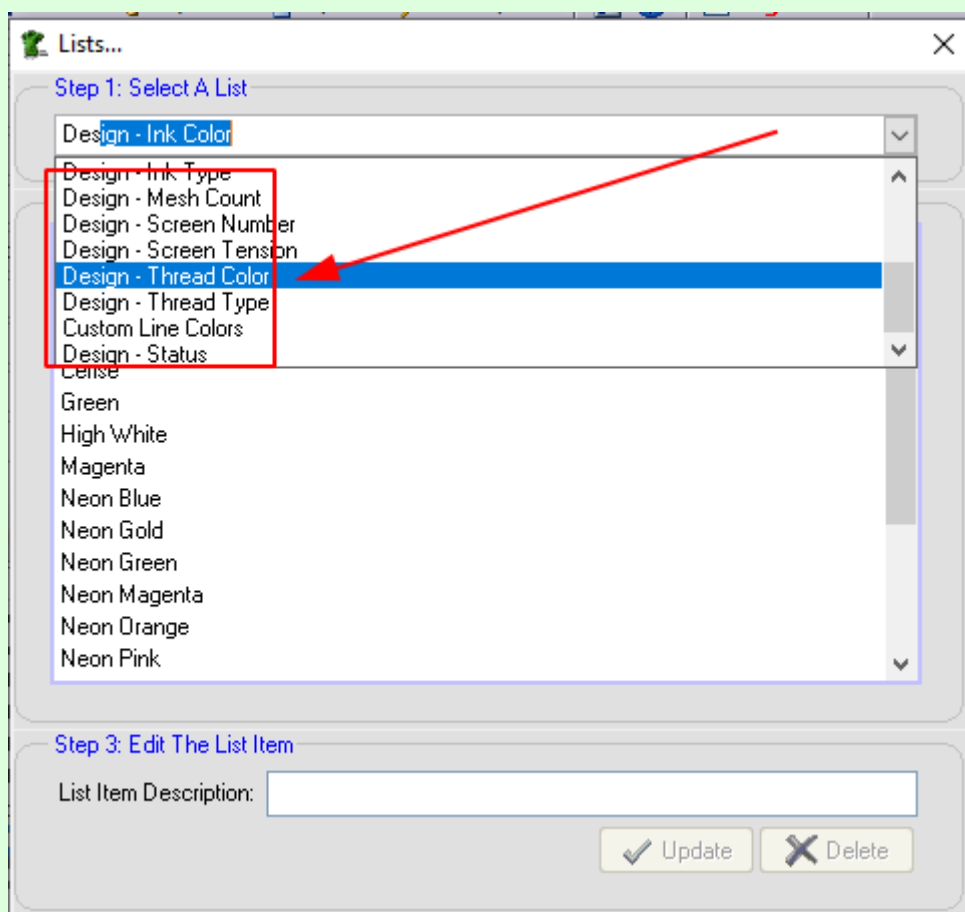 Lists...
Step 1: Select A List
Design - Ink Color
Design - Ink Type
Design - Mesh Count
Design - Screen Number
Design - Screen Tension
Design - Thread Color
Design - Thread Type
Custom Line Colors
Design - Status
Cerise
Green
High White
Magenta
Neon Blue
Neon Gold
Neon Green
Neon Magenta
Neon Orange
Neon Pink
Step 3: Edit The List Item
List Item Description:
Update Delete